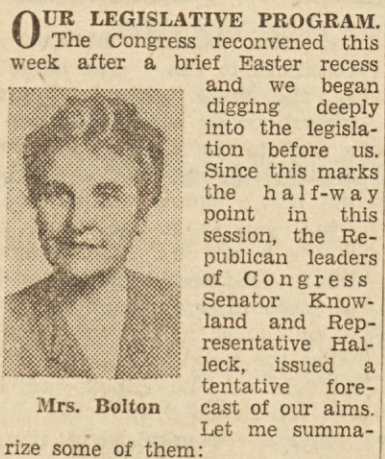 OUR LEGISLATIVE PROGRAM.
The Congress reconvened this
week after a brief Easter recess
and we began
digging deeply
into the legisla-
tion before us.
Since this marks
the half-way
point in this
session, the Re-
publican leaders
of Congress
Senator Know-
land and Rep-
resentative Hal-
leck, issued a
tentative fore-
cast of our aims.
Let me summa-
rize some of them:
Mrs. Bolton